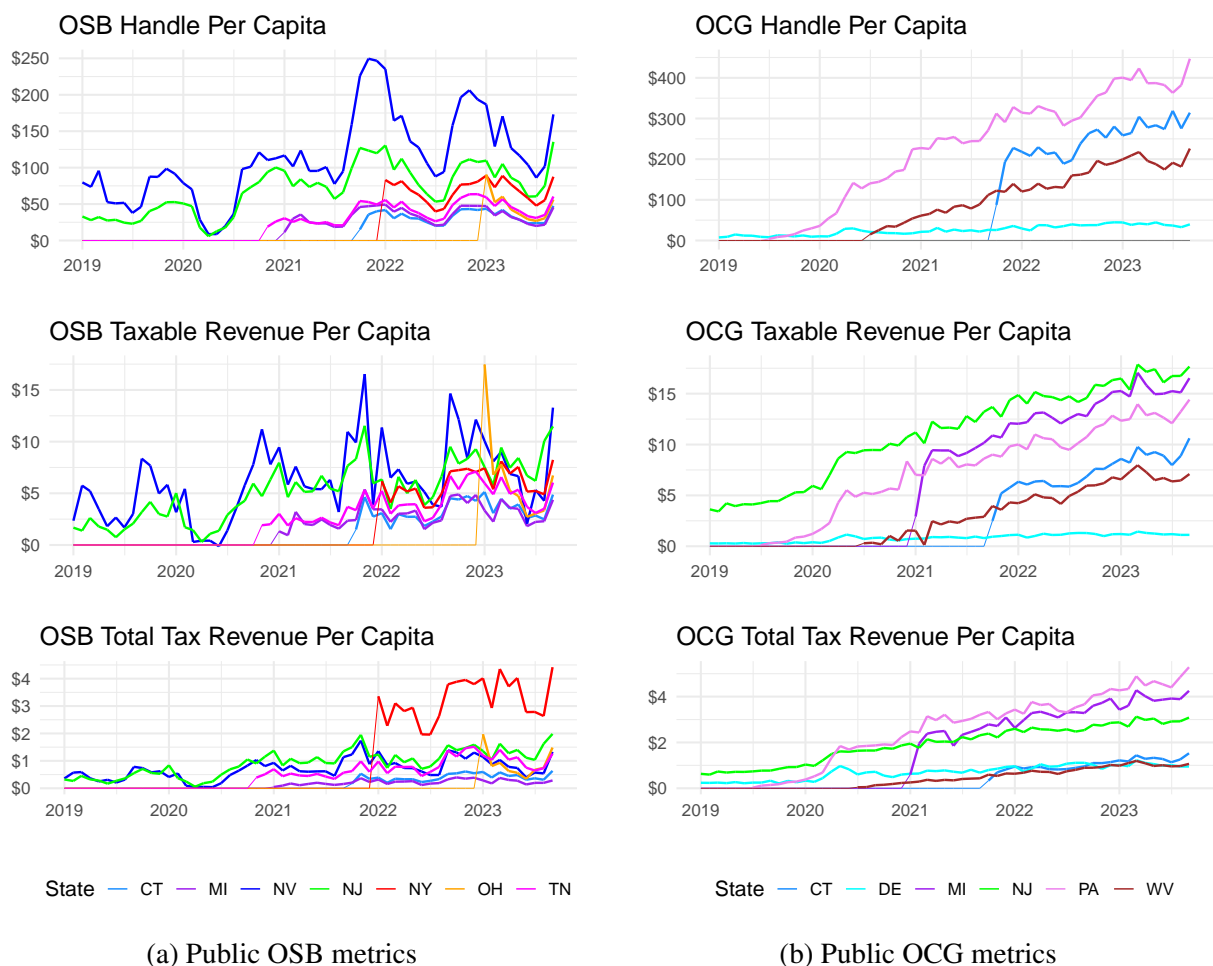 OSB Handle Per Capita
$250
$200
$150
$100
$50
$0
2019 2020 2021 2022 2023
OSB Taxable Revenue Per Capita
$15
$10
$5
$0
2019 2020 2021 2022 2023
OSB Total Tax Revenue Per Capita
$4
$3
$2
$1
$0
2019 2020 2021 2022 2023
State CT MI NV NJ NY OH TN
(a) Public OSB metrics
OCG Handle Per Capita
$400
$300
$200
$100
$0
2019 2020 2021 2022 2023
OCG Taxable Revenue Per Capita
$15
$10
$5
$0
2019 2020 2021 2022 2023
OCG Total Tax Revenue Per Capita
$4
$2
$0
2019 2020 2021 2022 2023
State CT DE MI NJ PA WV
(b) Public OCG metrics